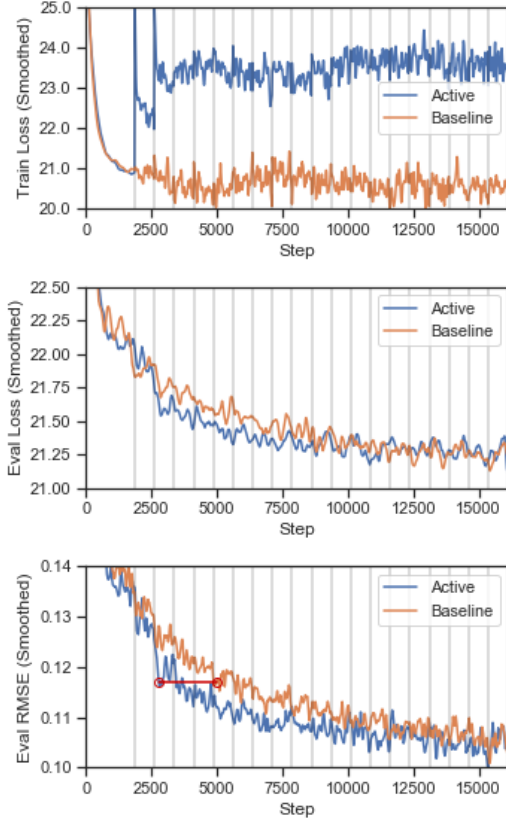 Train Loss (Smoothed)
25.0
24.0
23.0
22.0
21.0
20.0
Active
Baseline
0 2500 5000 7500 10000 12500 15000
Step
Eval Loss (Smoothed)
22.50
22.25
22.00
21.75
21.50
21.25
21.00
Active
Baseline
0 2500 5000 7500 10000 12500 15000
Step
Eval RMSE (Smoothed)
0.14
0.13
0.12
0.11
0.10
Active
Baseline
0 2500 5000 7500 10000 12500 15000
Step